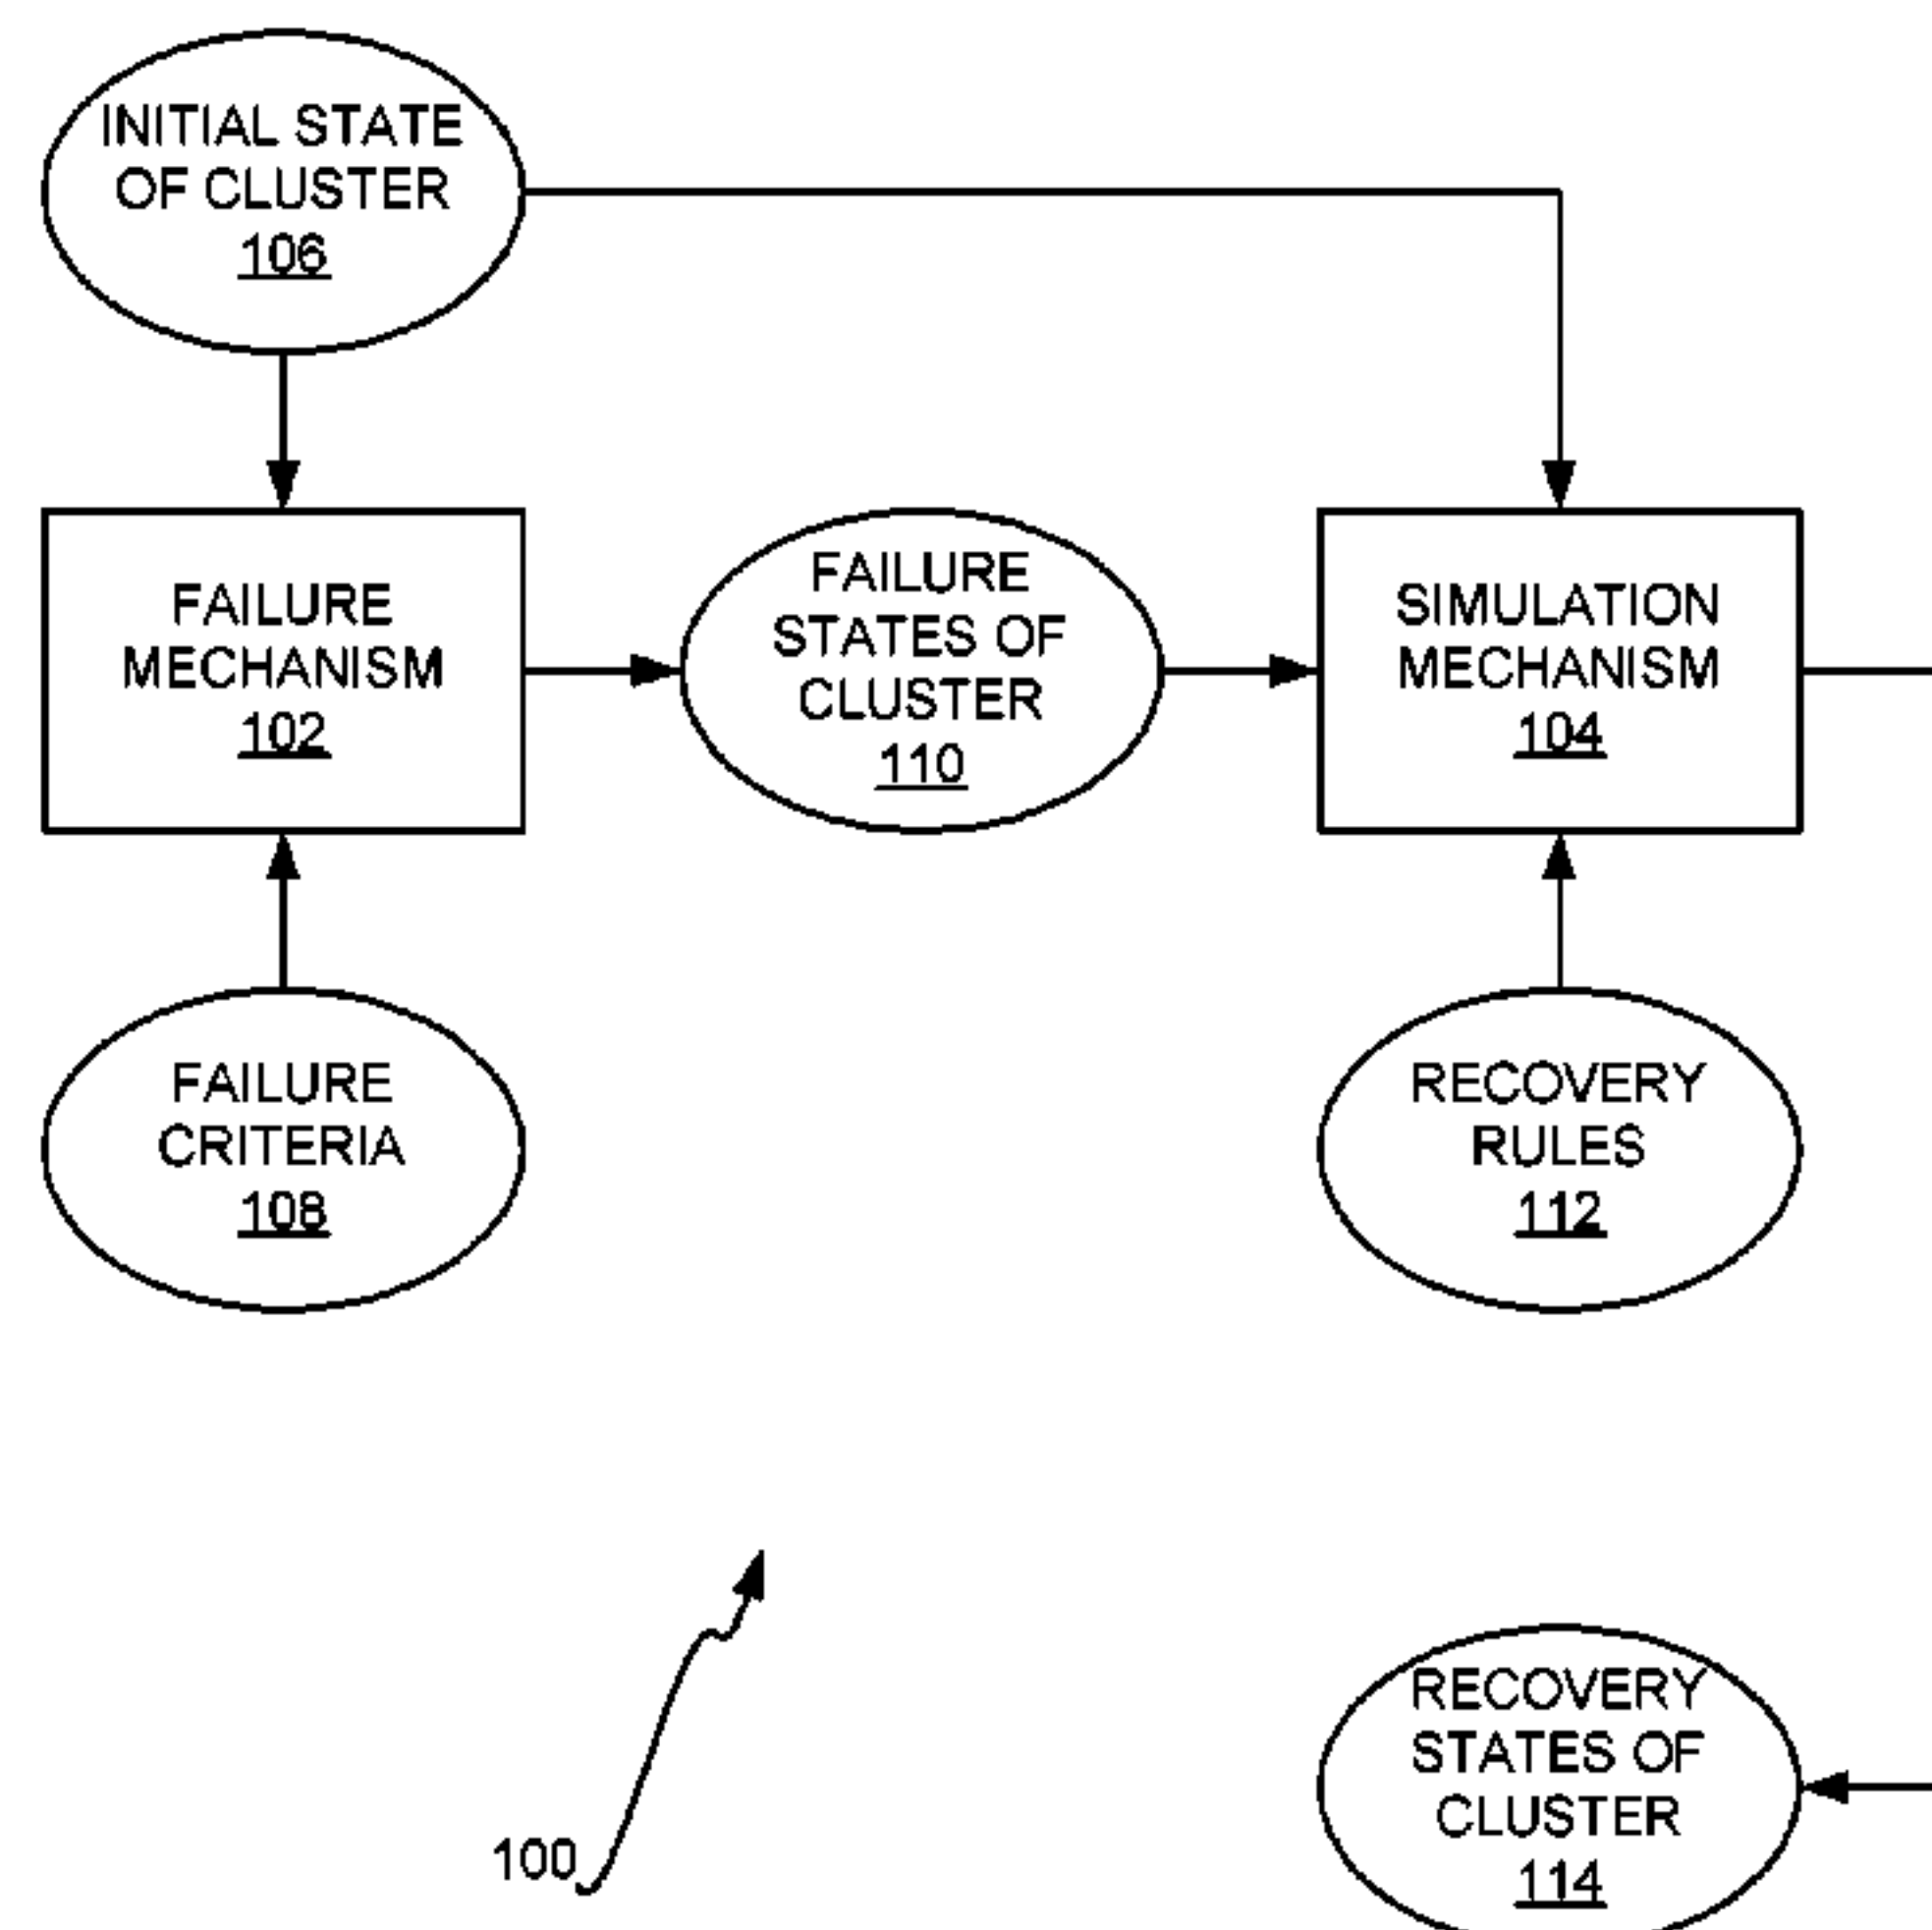 INITIAL STATE
OF CLUSTER
106
FAILURE
MECHANISM
102
FAILURE
STATES OF
CLUSTER
110
SIMULATION
MECHANISM
104
FAILURE
CRITERIA
108
RECOVERY
RULES
112
RECOVERY
STATES OF
CLUSTER
114
100